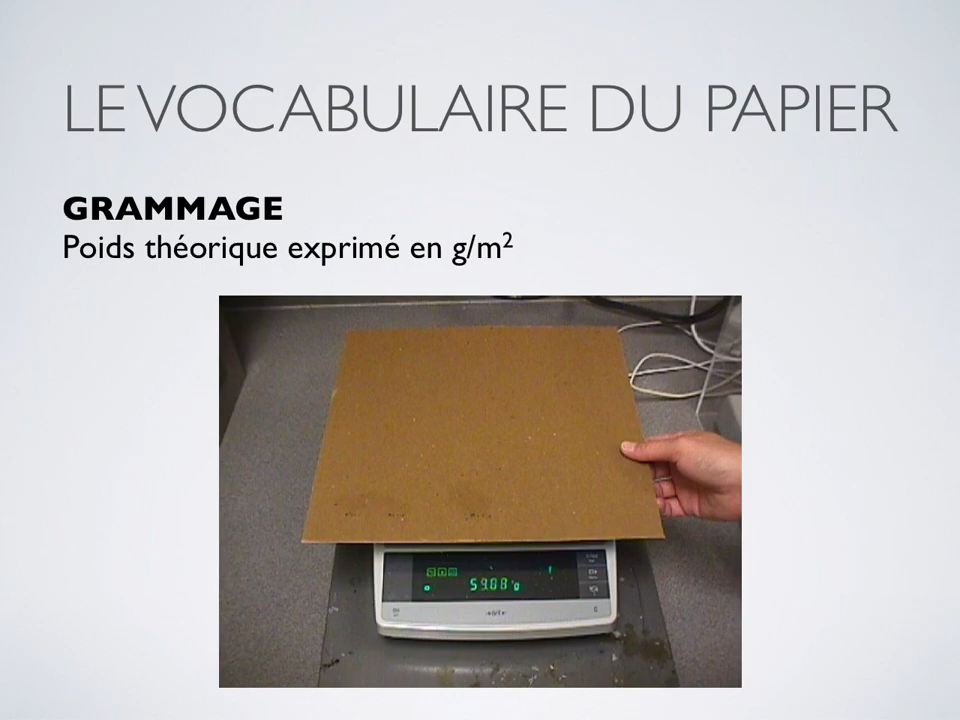 LE VOCABULAIRE DU PAPIER
GRAMMAGE
Poids théorique exprimé en g/m²
59.08 g